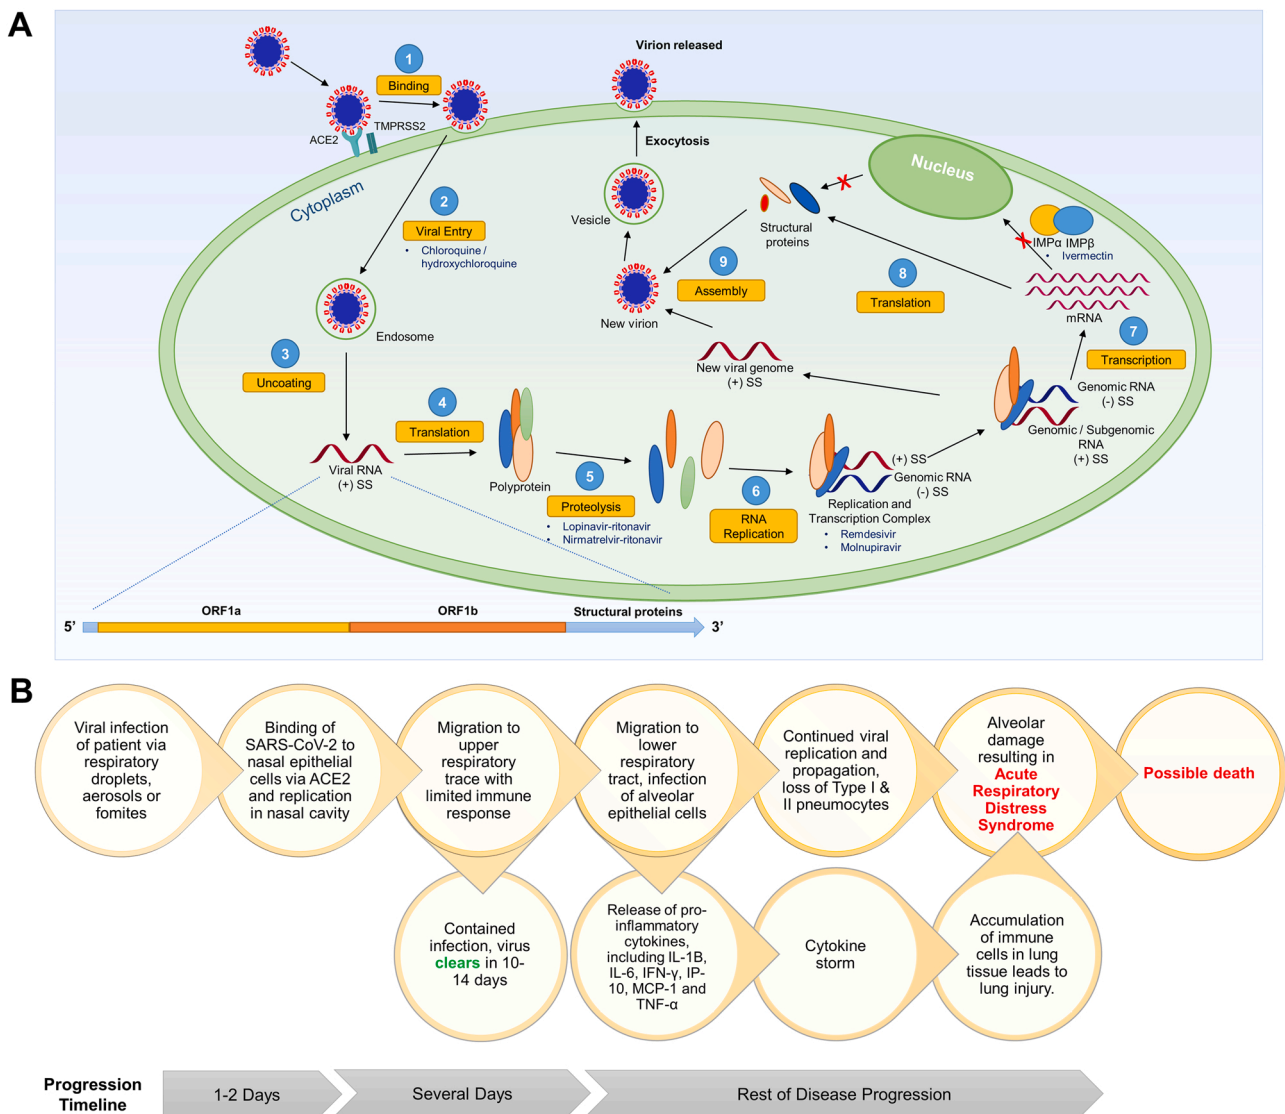 A
Virion released
1
Binding
ACE2
TMPRSS2
Exocytosis
Nucleus
Cytoplasm
2
Viral Entry
• Chloroquine /
hydroxychloroquine
Vesicle
Structural
proteins
IMPα IMPβ
• Ivermectin
9
Assembly
8
Translation
Endosome
New virion
mRNA
3
Uncoating
7
Transcription
New viral genome
(+) SS
4
Translation
Genomic RNA
(-) SS
Genomic / Subgenomic
RNA
(+) SS
Viral RNA
(+) SS
Polyprotein
5
Proteolysis
• Lopinavir-ritonavir
• Nirmatrelvir-ritonavir
6
RNA
Replication
(+) SS
Genomic RNA
(-) SS
Replication and
Transcription Complex
• Remdesivir
• Molnupiravir
ORF1a
ORF1b
Structural proteins
5’
3’
B
Viral infection
of patient via
respiratory
droplets,
aerosols or
fomites
Binding of
SARS-CoV-2 to
nasal epithelial
cells via ACE2
and replication
in nasal cavity
Migration to
upper
respiratory
trace with
limited immune
response
Migration to
lower
respiratory
tract, infection
of alveolar
epithelial cells
Continued viral
replication and
propagation,
loss of Type I &
II pneumocytes
Alveolar
damage
resulting in
Acute
Respiratory
Distress
Syndrome
Possible death
Contained
infection, virus
clears in 10-
14 days
Release of pro-
inflammatory
cytokines,
including IL-1B,
IL-6, IFN-γ, IP-
10, MCP-1 and
TNF-α
Cytokine
storm
Accumulation
of immune
cells in lung
tissue leads to
lung injury.
Progression
Timeline
1-2 Days
Several Days
Rest of Disease Progression